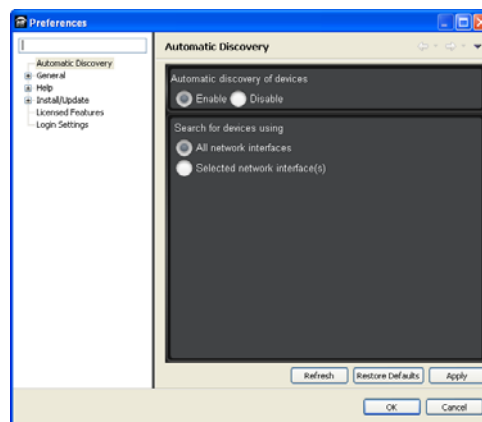 Preferences
Automatic Discovery
General
Help
Install/Update
Licensed Features
Login Settings
Automatic Discovery
Automatic discovery of devices
Enable Disable
Search for devices using
All network interfaces
Selected network interface(s)
Refresh Restore Defaults Apply
OK Cancel